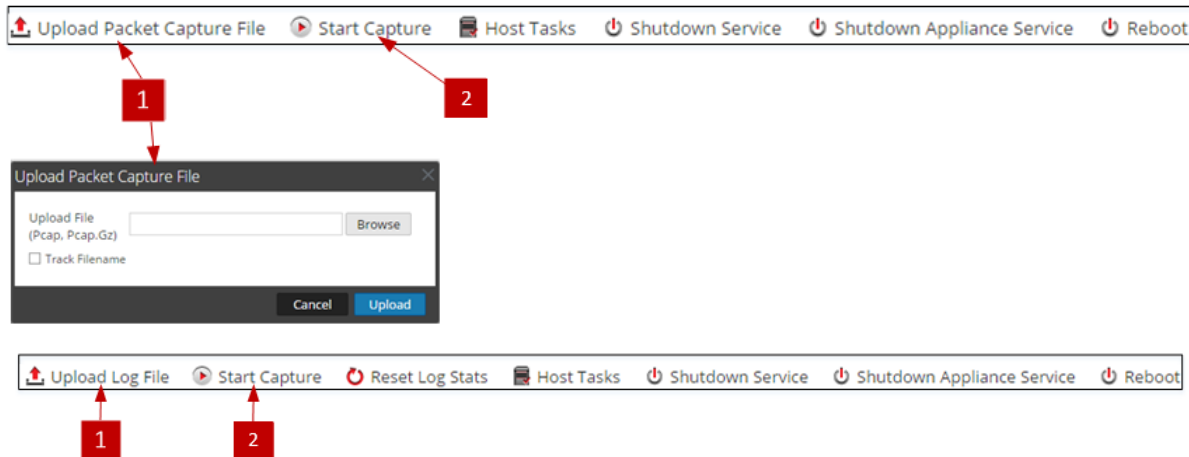 Upload Packet Capture File Start Capture Host Tasks Shutdown Service Shutdown Appliance Service Reboot
1 2
Upload Packet Capture File
Upload File
(Pcap, Pcap.Gz)
Browse
Track Filename
Cancel Upload
Upload Log File Start Capture Reset Log Stats Host Tasks Shutdown Service Shutdown Appliance Service Reboot
1 2